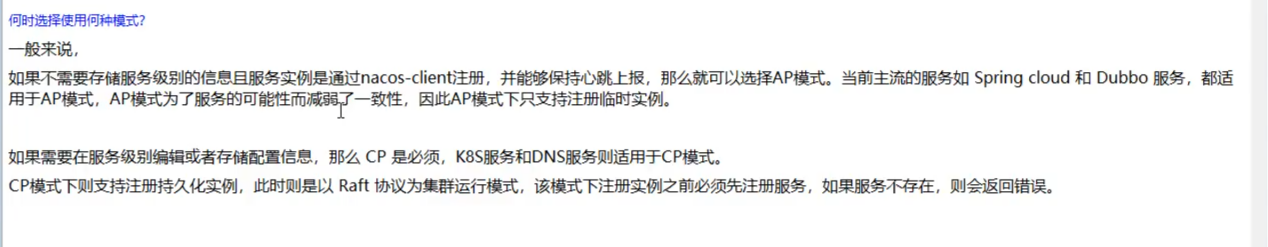 何时选择使用何种模式?
一般来说，
如果不需要存储服务级别的信息且服务实例是通过nacos-client注册，并能够保持心跳上报，那么就可以选择AP模式。当前主流的服务如 Spring cloud 和 Dubbo 服务，都适
用于AP模式，AP模式为了服务的可能性而减弱了一致性，因此AP模式下只支持注册临时实例。
如果需要在服务级别编辑或者存储配置信息，那么 CP 是必须，K8S服务和DNS服务则适用于CP模式。
CP模式下则支持注册持久化实例，此时则是以 Raft 协议为集群运行模式，该模式下注册实例之前必须先注册服务，如果服务不存在，则会返回错误。